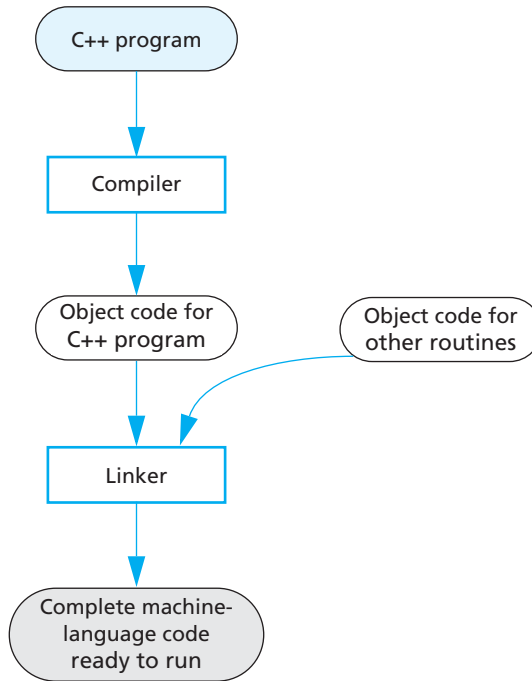 C++ program
Compiler
Object code for
C++ program
Object code for
other routines
Linker
Complete machine-
language code
ready to run